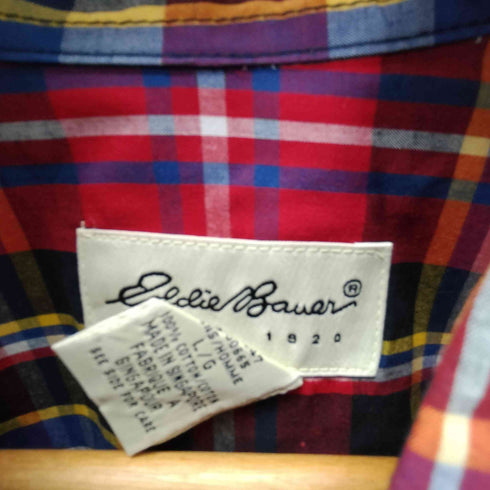 Eddie Bauer®
1920
L/G
100% COTTON/COTON
MADE IN SINGAPORE
FABRIQUE À
SINGAPOUR
SEE SIDE FOR CARE